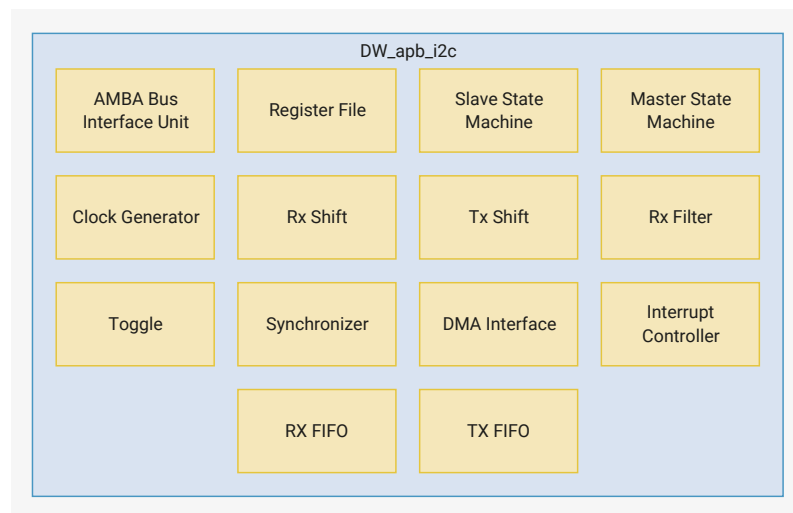 DW_apb_i2c
AMBA Bus
Interface Unit
Register File
Slave State
Machine
Master State
Machine
Clock Generator
Rx Shift
Tx Shift
Rx Filter
Toggle
Synchronizer
DMA Interface
Interrupt
Controller
RX FIFO
TX FIFO